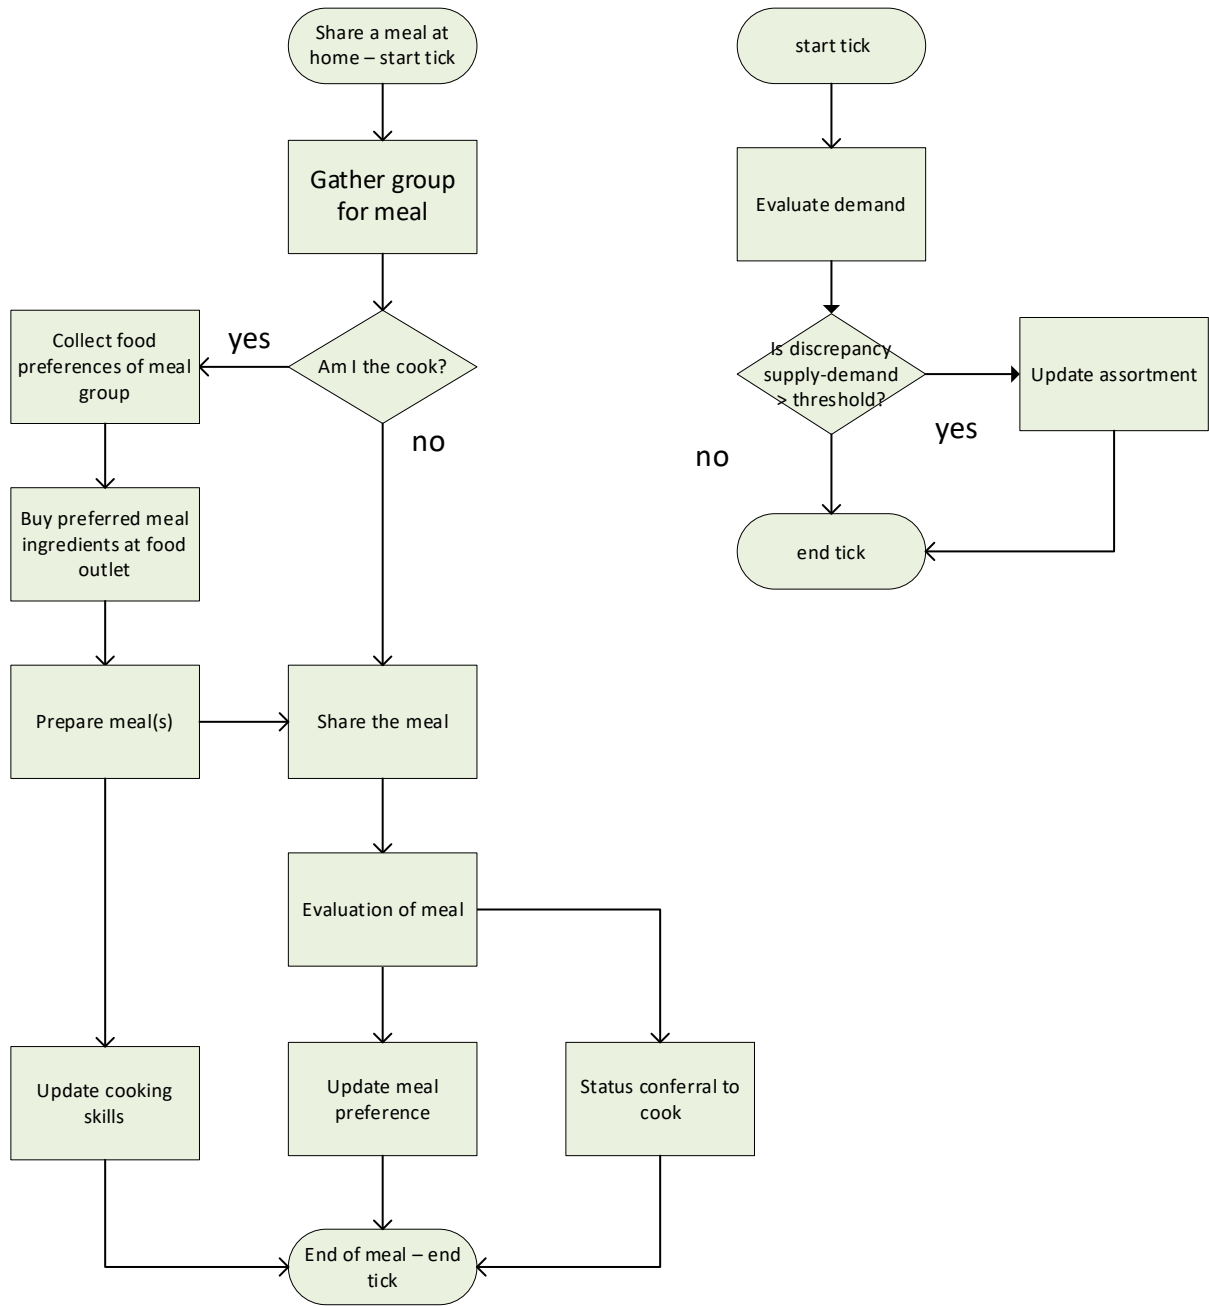 Share a meal at
home – start tick
Gather group
for meal
Am I the cook?
yes
no
Collect food
preferences of meal
group
Buy preferred meal
ingredients at food
outlet
Prepare meal(s)
Share the meal
Evaluation of meal
Update cooking
skills
Update meal
preference
Status conferral to
cook
End of meal – end
tick
start tick
Evaluate demand
Is discrepancy
supply-demand
> threshold?
yes
no
Update assortment
end tick